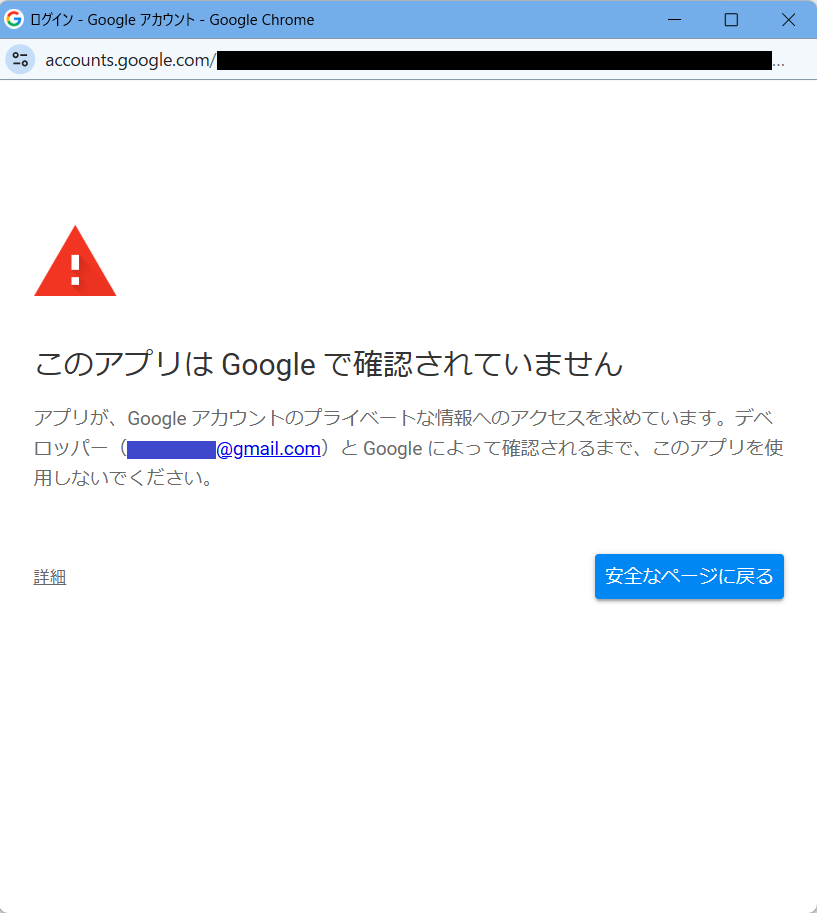 ログイン - Google アカウント - Google Chrome
accounts.google.com/ ...
このアプリは Google で確認されていません
アプリが、Google アカウントのプライベートな情報へのアクセスを求めています。デベ
ロッパー（ @gmail.com）と Google によって確認されるまで、このアプリを使
用しないでください。
詳細
安全なページに戻る